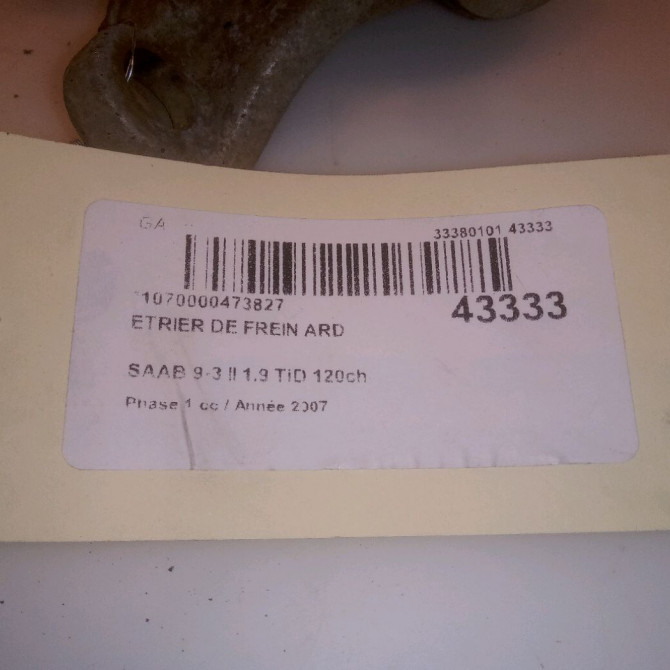 GA
33380101 43333
1070000473827
43333
ETRIER DE FREIN ARD
SAAB 9-3 II 1.9 TiD 120ch
Phase 1 cc / Année 2007